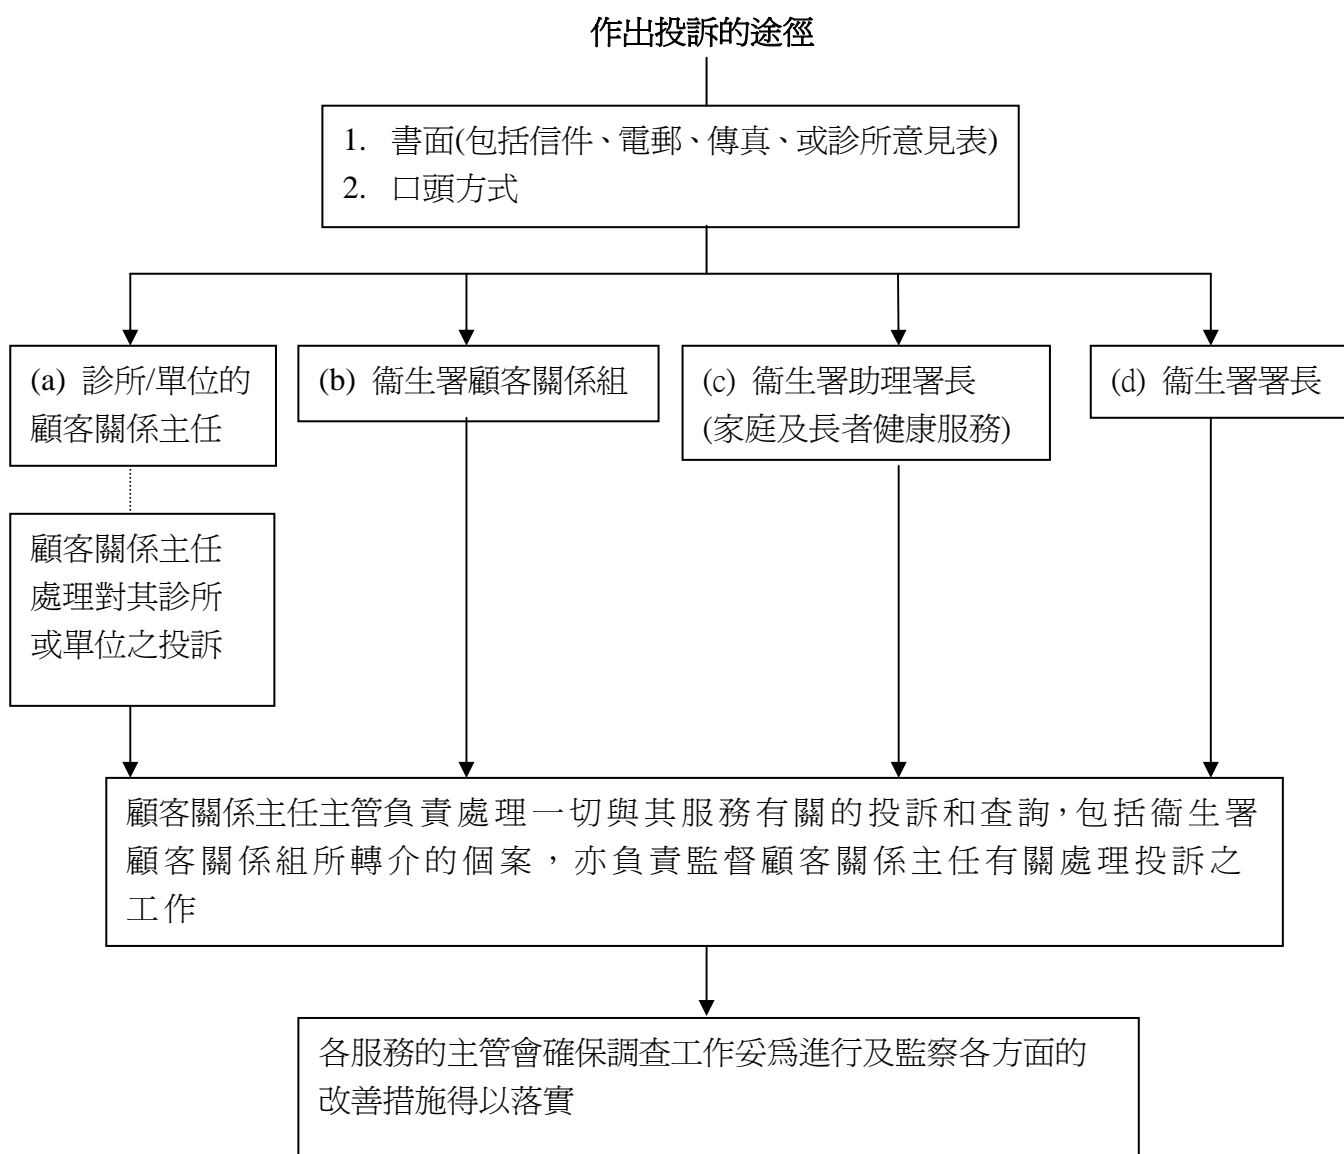 作出投訴的途徑
1. 書面(包括信件、電郵、傳真、或診所意見表)
2. 口頭方式
(a) 診所/單位的
顧客關係主任
(b) 衞生署顧客關係組
(c) 衞生署助理署長
(家庭及長者健康服務)
(d) 衞生署署長
顧客關係主任
處理對其診所
或單位之投訴
顧客關係主任主管負責處理一切與其服務有關的投訴和查詢，包括衞生署
顧客關係組所轉介的個案，亦負責監督顧客關係主任有關處理投訴之
工作
各服務的主管會確保調查工作妥為進行及監察各方面的
改善措施得以落實